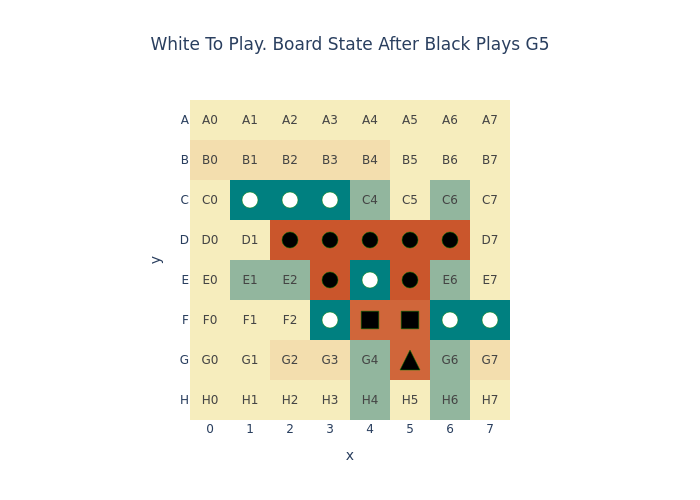 White To Play. Board State After Black Plays G5
A A0 A1 A2 A3 A4 A5 A6 A7
B B0 B1 B2 B3 B4 B5 B6 B7
C C0 C4 C5 C6 C7
D D0 D1 D7
y
E E0 E1 E2 E6 E7
F F0 F1 F2
G G0 G1 G2 G3 G4 G6 G7
H H0 H1 H2 H3 H4 H5 H6 H7
0 1 2 3 4 5 6 7
x